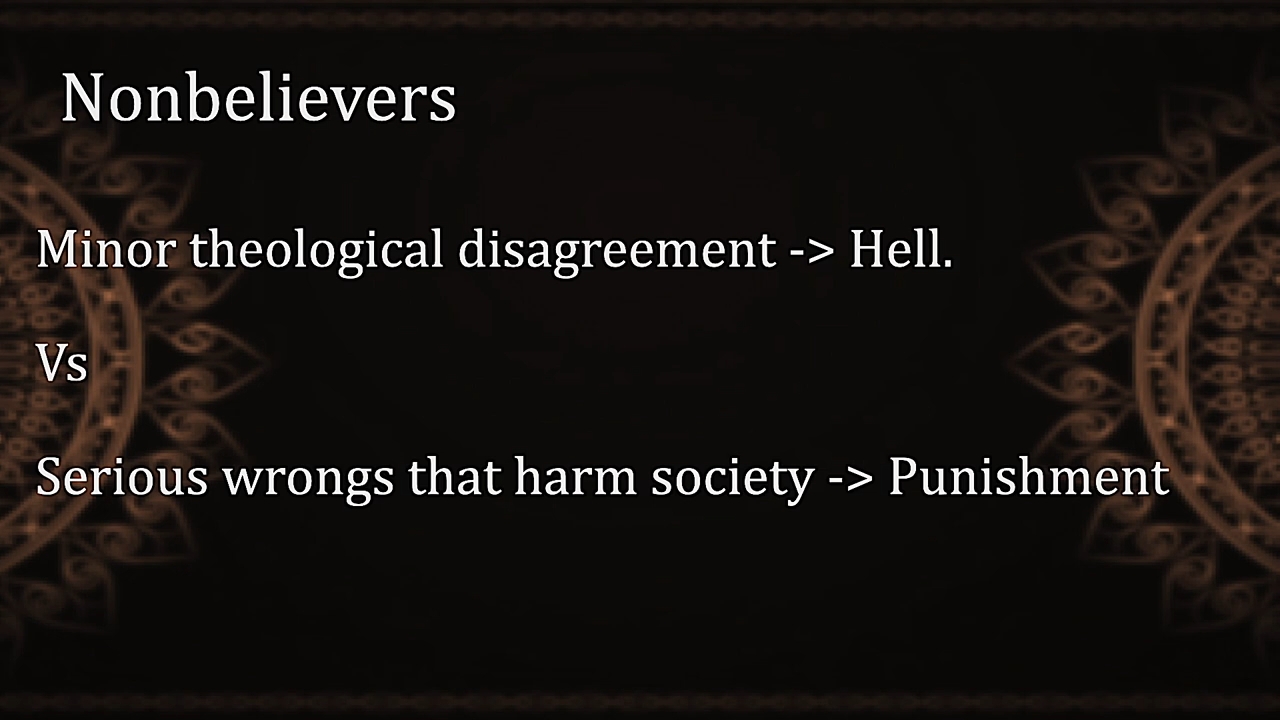 Nonbelievers
Minor theological disagreement -> Hell.
Vs
Serious wrongs that harm society -> Punishment